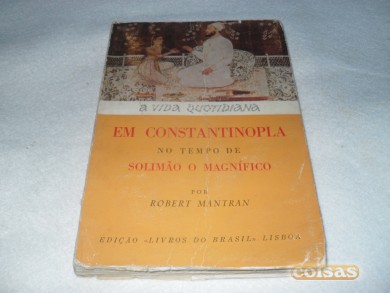 A VIDA QUOTIDIANA
EM CONSTANTINOPLA
NO TEMPO DE
SOLIMÃO O MAGNÍFICO
POR
ROBERT MANTRAN
EDIÇÃO «LIVROS DO BRASIL» LISBOA
coisas